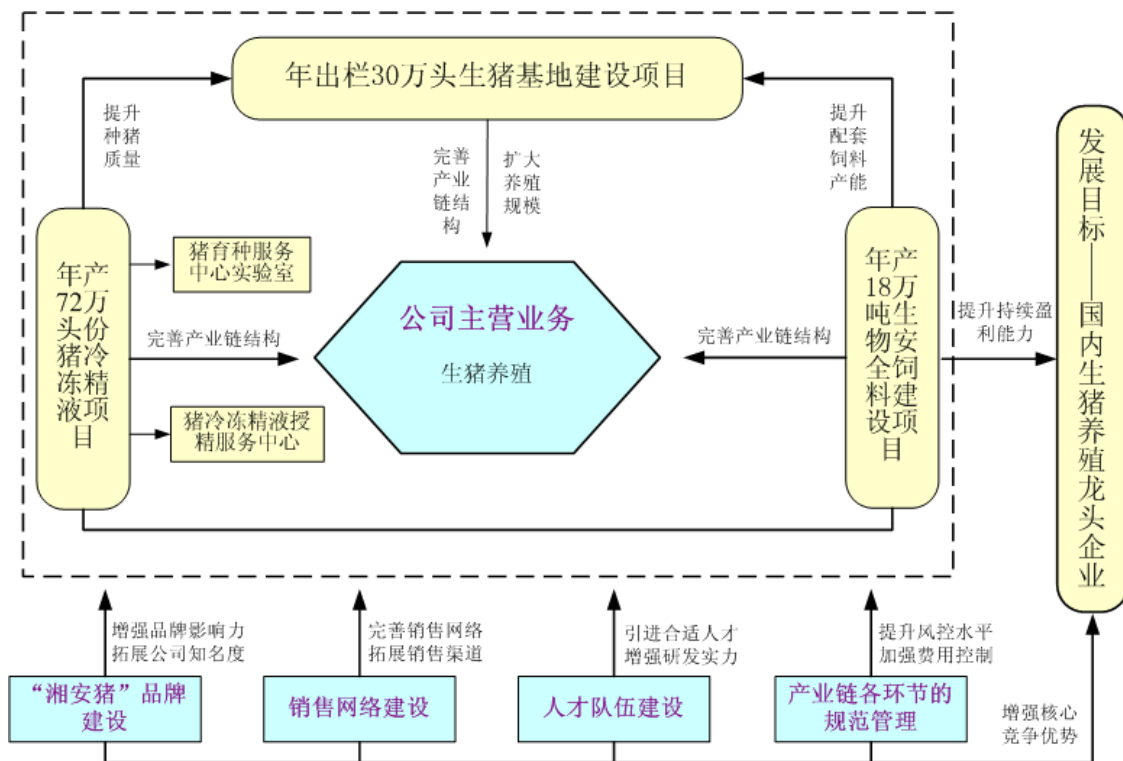 年出栏30万头生猪基地建设项目
提升
种猪
质量
完善
产业
链结
构
扩大
养殖
规模
提升
配套
饲料
产能
年产
72万
头份
猪冷
冻精
液项
目
猪育种服务
中心实验室
完善产业链结构
猪冷冻精液授
精服务中心
公司主营业务
生猪养殖
完善产业链结构
年产
18万
吨生
物安
全饲
料建
设项
目
提升持续盈
利能力
发展目标——国内生猪养殖龙头企业
增强品牌影响力
拓展公司知名度
完善销售网络
拓展销售渠道
引进合适人才
增强研发实力
提升风控水平
加强费用控制
“湘安猪”品牌
建设
销售网络建设
人才队伍建设
产业链各环节的
规范管理
增强核心
竞争优势